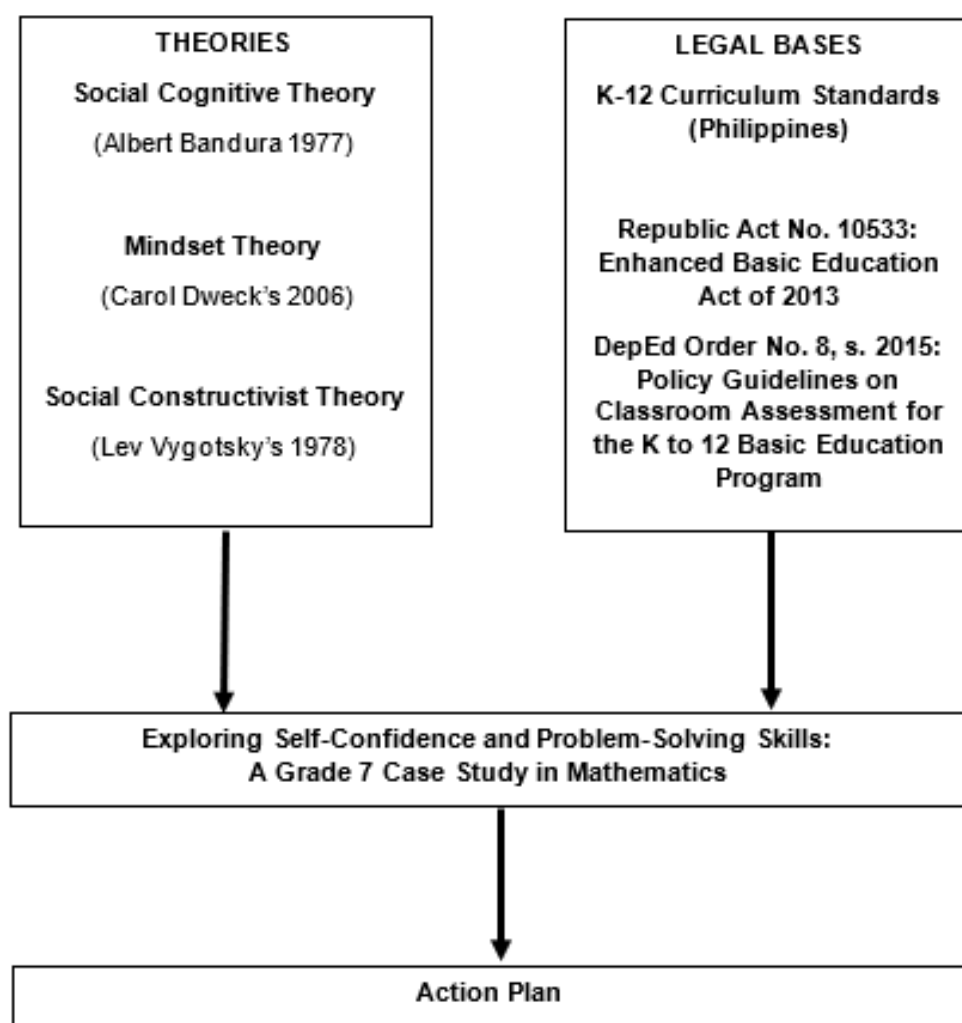 THEORIES
Social Cognitive Theory
(Albert Bandura 1977)
Mindset Theory
(Carol Dweck's 2006)
Social Constructivist Theory
(Lev Vygotsky's 1978)
LEGAL BASES
K-12 Curriculum Standards
(Philippines)
Republic Act No. 10533:
Enhanced Basic Education
Act of 2013
DepEd Order No. 8, s. 2015:
Policy Guidelines on
Classroom Assessment for
the K to 12 Basic Education
Program
Exploring Self-Confidence and Problem-Solving Skills:
A Grade 7 Case Study in Mathematics
Action Plan